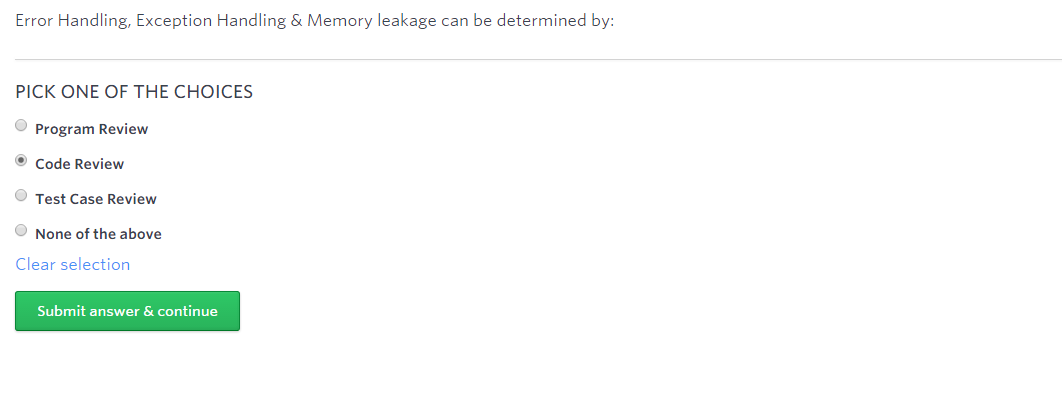 Error Handling, Exception Handling & Memory leakage can be determined by:
PICK ONE OF THE CHOICES
Program Review
Code Review
Test Case Review
None of the above
Clear selection
Submit answer & continue